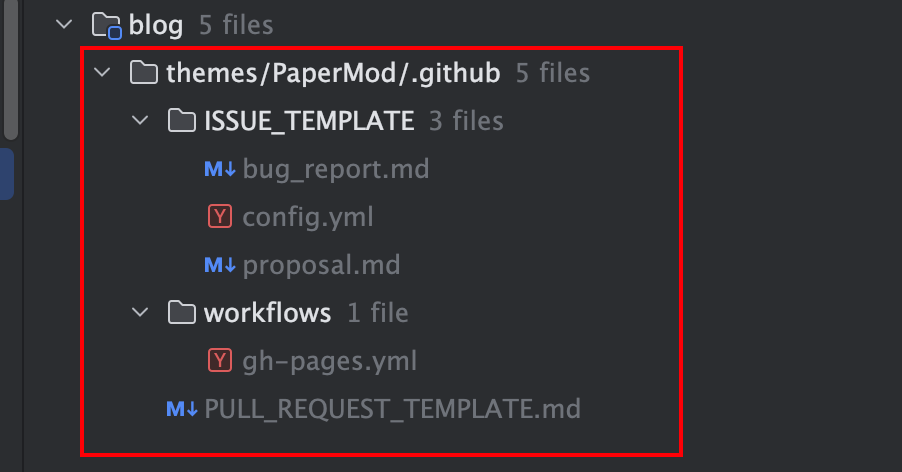 blog 5 files
themes/PaperMod/.github 5 files
ISSUE_TEMPLATE 3 files
M↓ bug_report.md
Y config.yml
M↓ proposal.md
workflows 1 file
Y gh-pages.yml
M↓ PULL_REQUEST_TEMPLATE.md